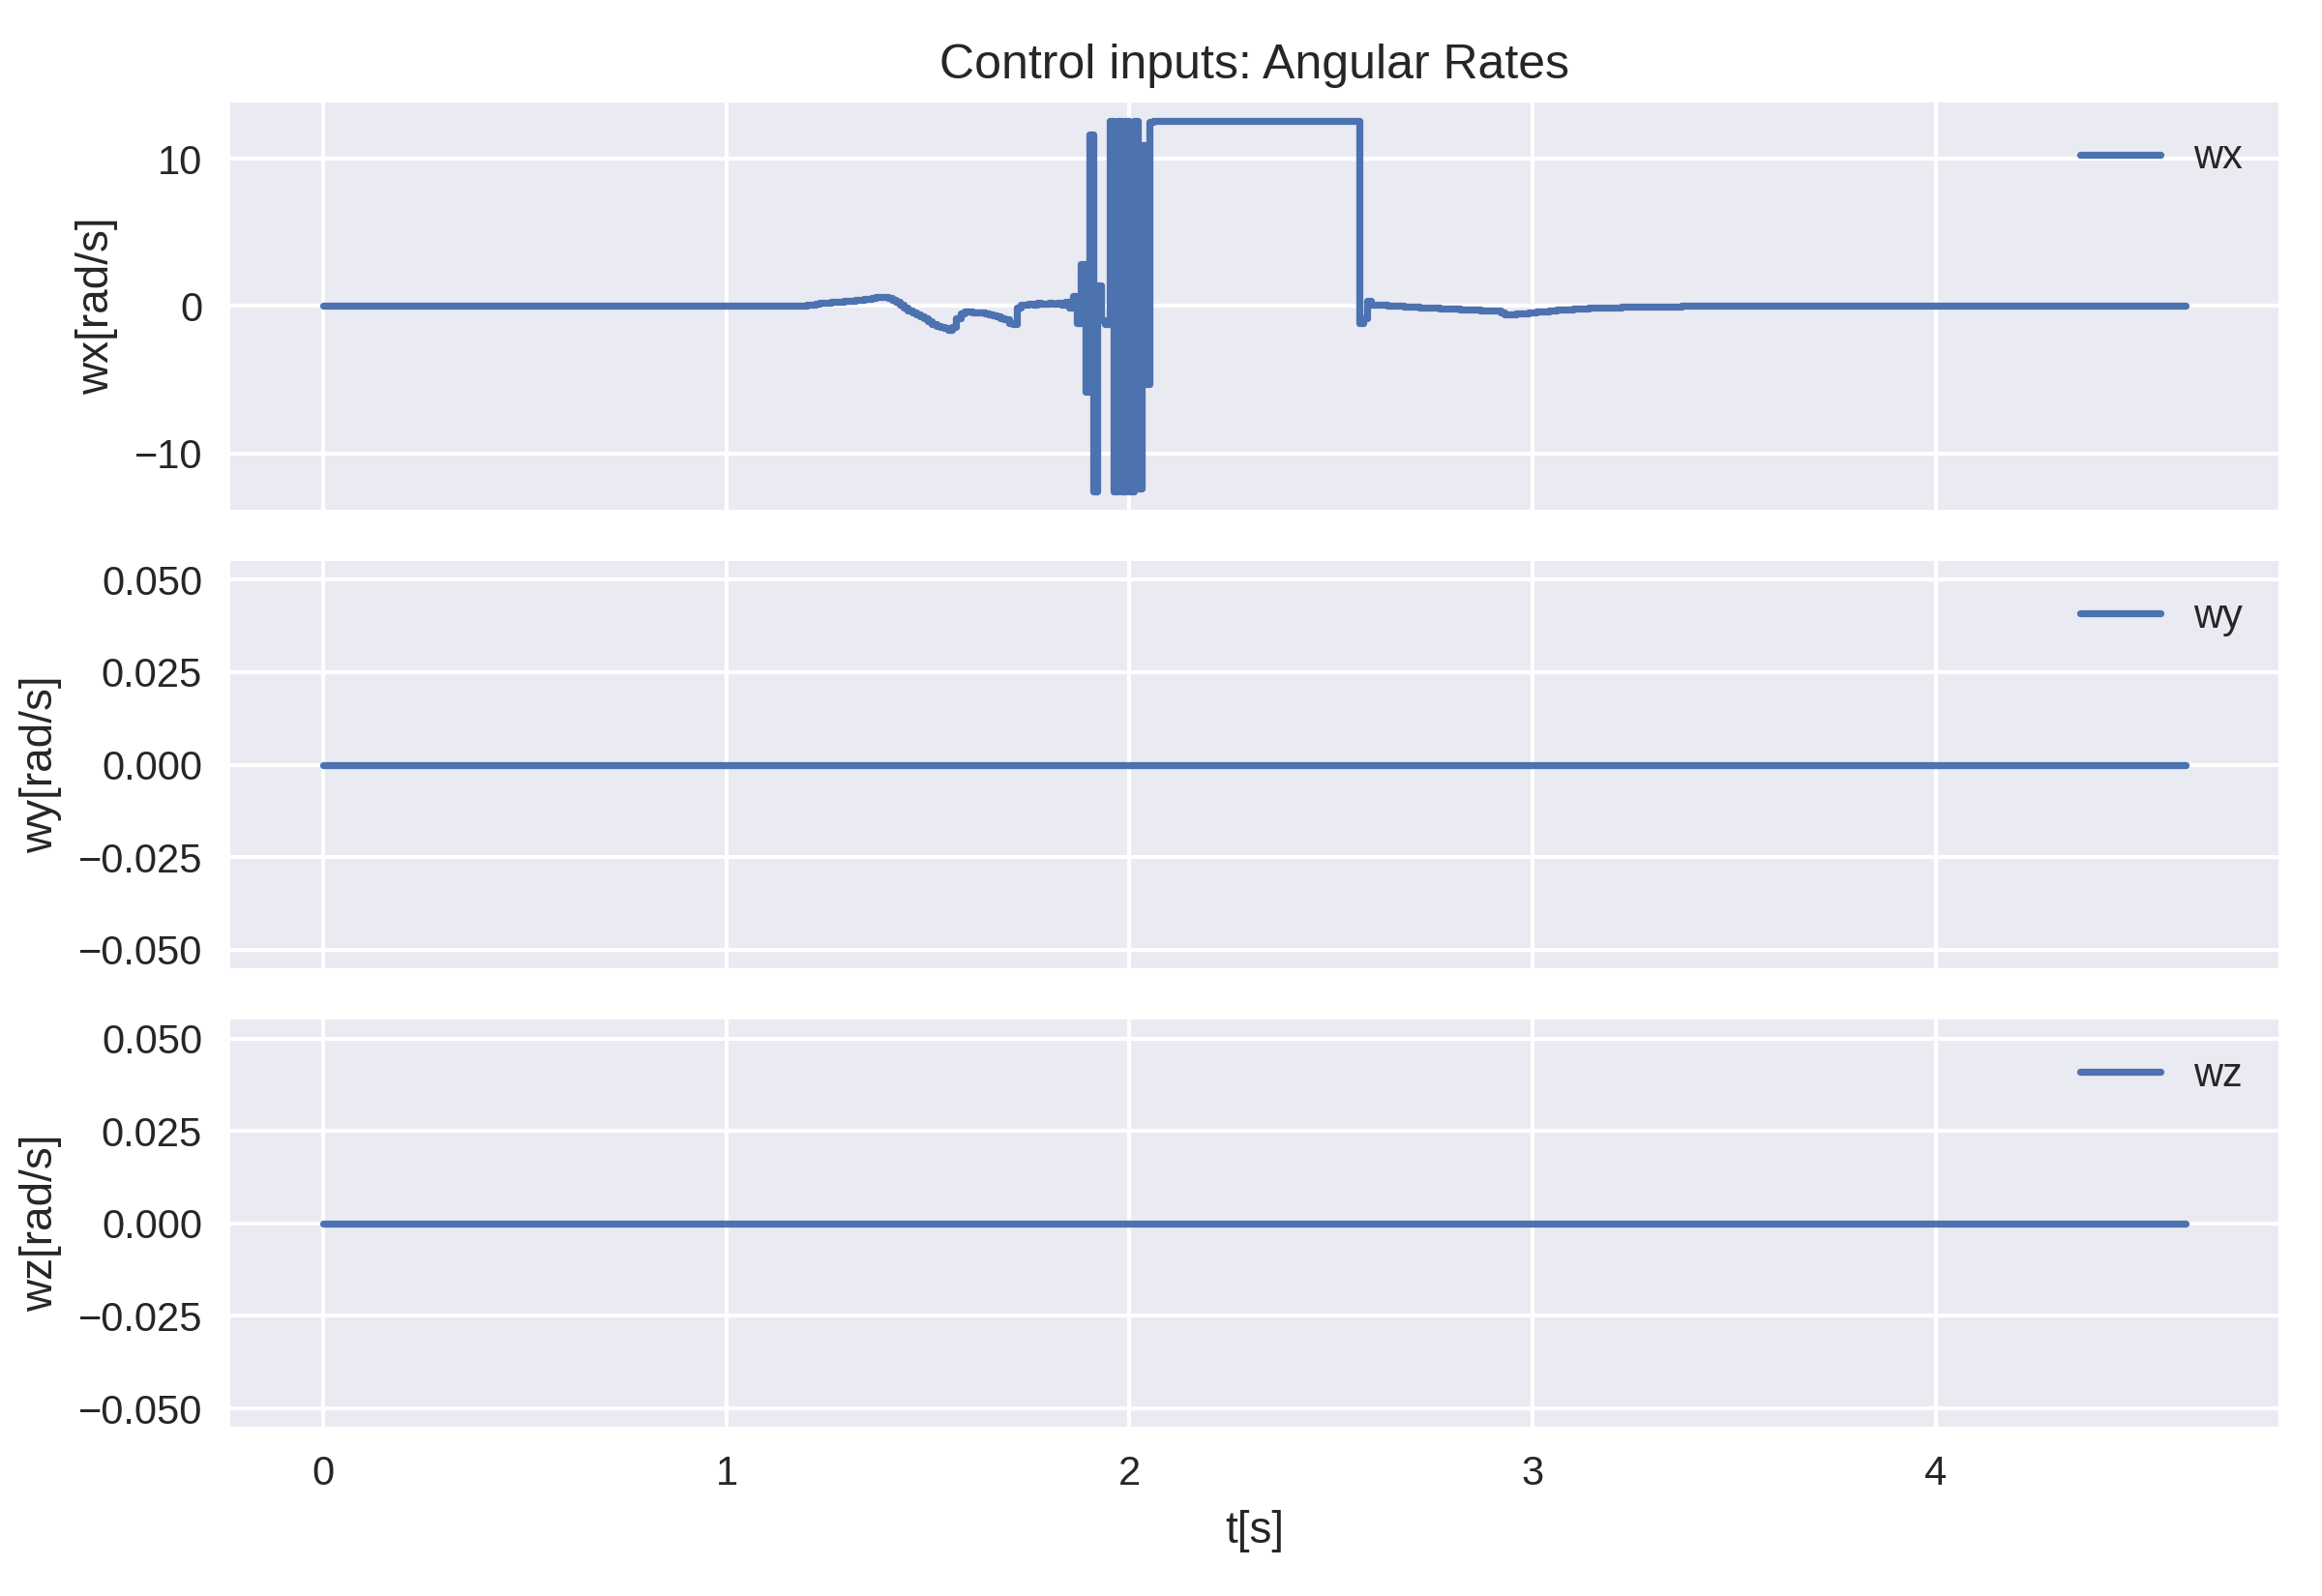 Control inputs: Angular Rates
10
0
−10
wx[rad/s]
wx
0.050
0.025
0.000
−0.025
−0.050
wy[rad/s]
wy
0.050
0.025
0.000
−0.025
−0.050
wz[rad/s]
wz
0 1 2 3 4
t[s]